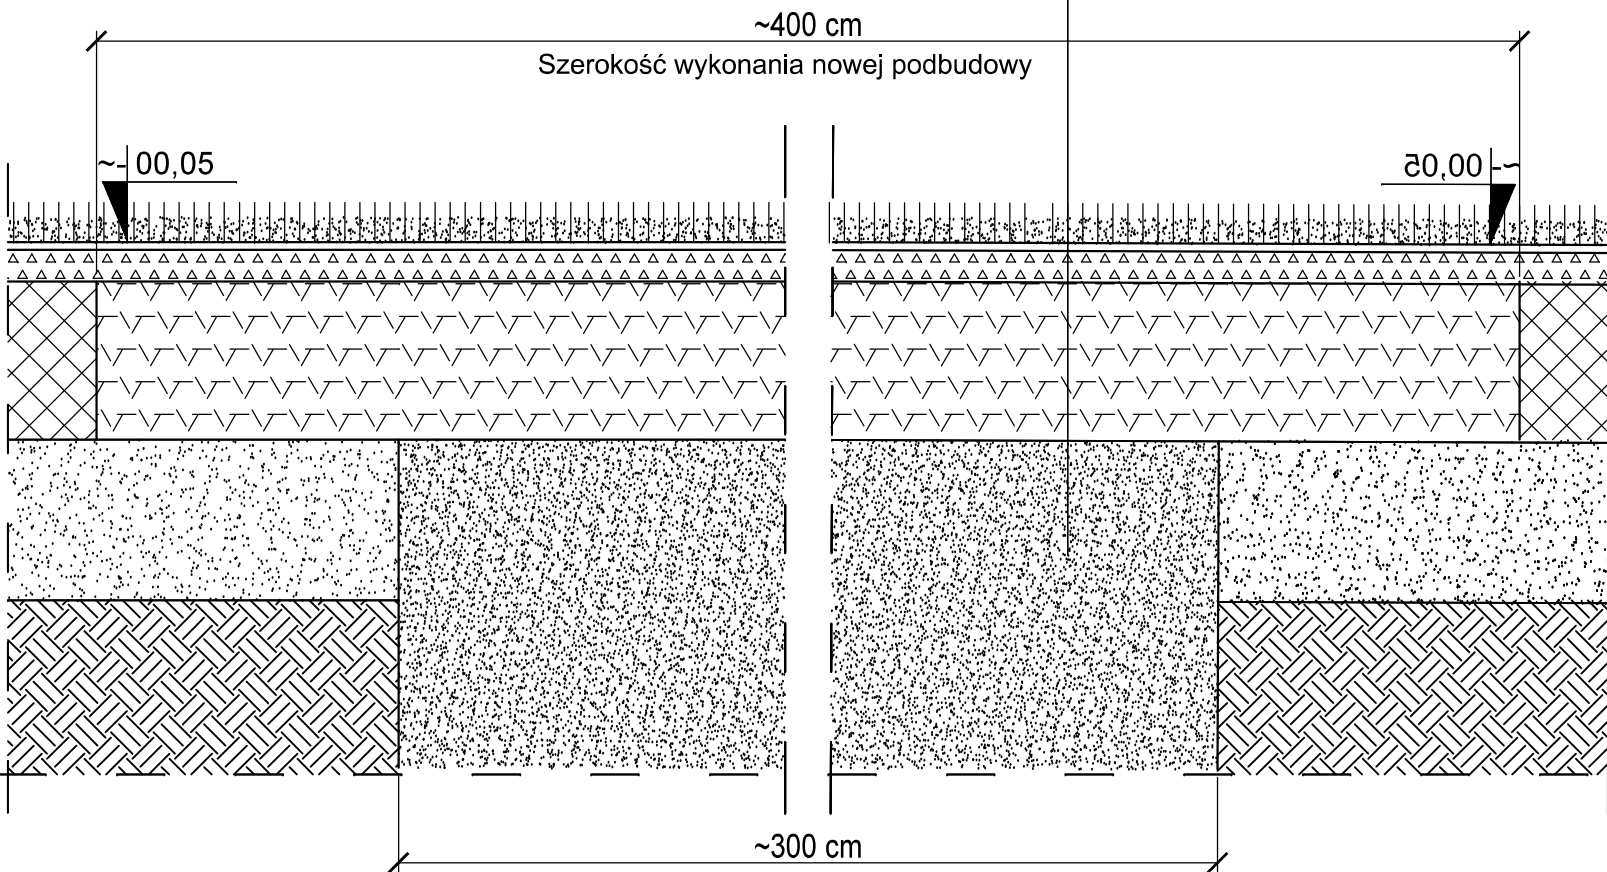 ~400 cm
Szerokość wykonania nowej podbudowy
~- 00,05
~- 00,05
~300 cm